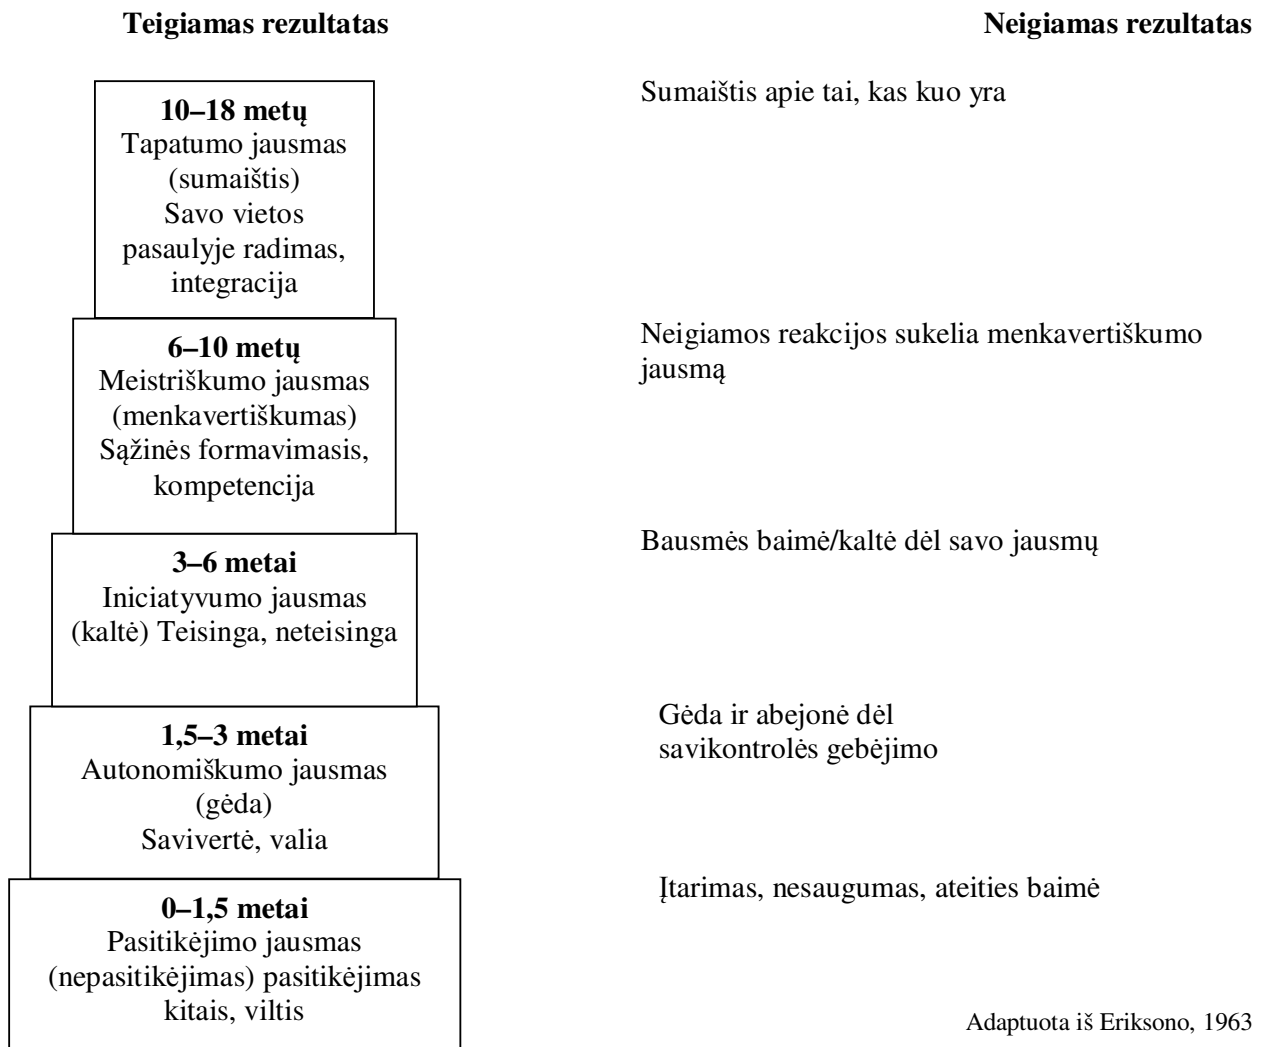 Teigiamas rezultatas
Neigiamas rezultatas
10–18 metų
Tapatumo jausmas
(sumaištis)
Savo vietos
pasaulyje radimas,
integracija
Sumaištis apie tai, kas kuo yra
6–10 metų
Meistriškumo jausmas
(menkavertiškumas)
Sąžinės formavimasis,
kompetencija
Neigiamos reakcijos sukelia menkavertiškumo
jausmą
3–6 metai
Iniciatyvumo jausmas
(kaltė) Teisinga, neteisinga
Bausmės baimė/kaltė dėl savo jausmų
1,5–3 metai
Autonomiškumo jausmas
(gėda)
Savivertė, valia
Gėda ir abejonė dėl
savikontrolės gebėjimo
0–1,5 metai
Pasitikėjimo jausmas
(nepasitikėjimas) pasitikėjimas
kitais, viltis
Įtarimas, nesaugumas, ateities baimė
Adaptuota iš Eriksono, 1963